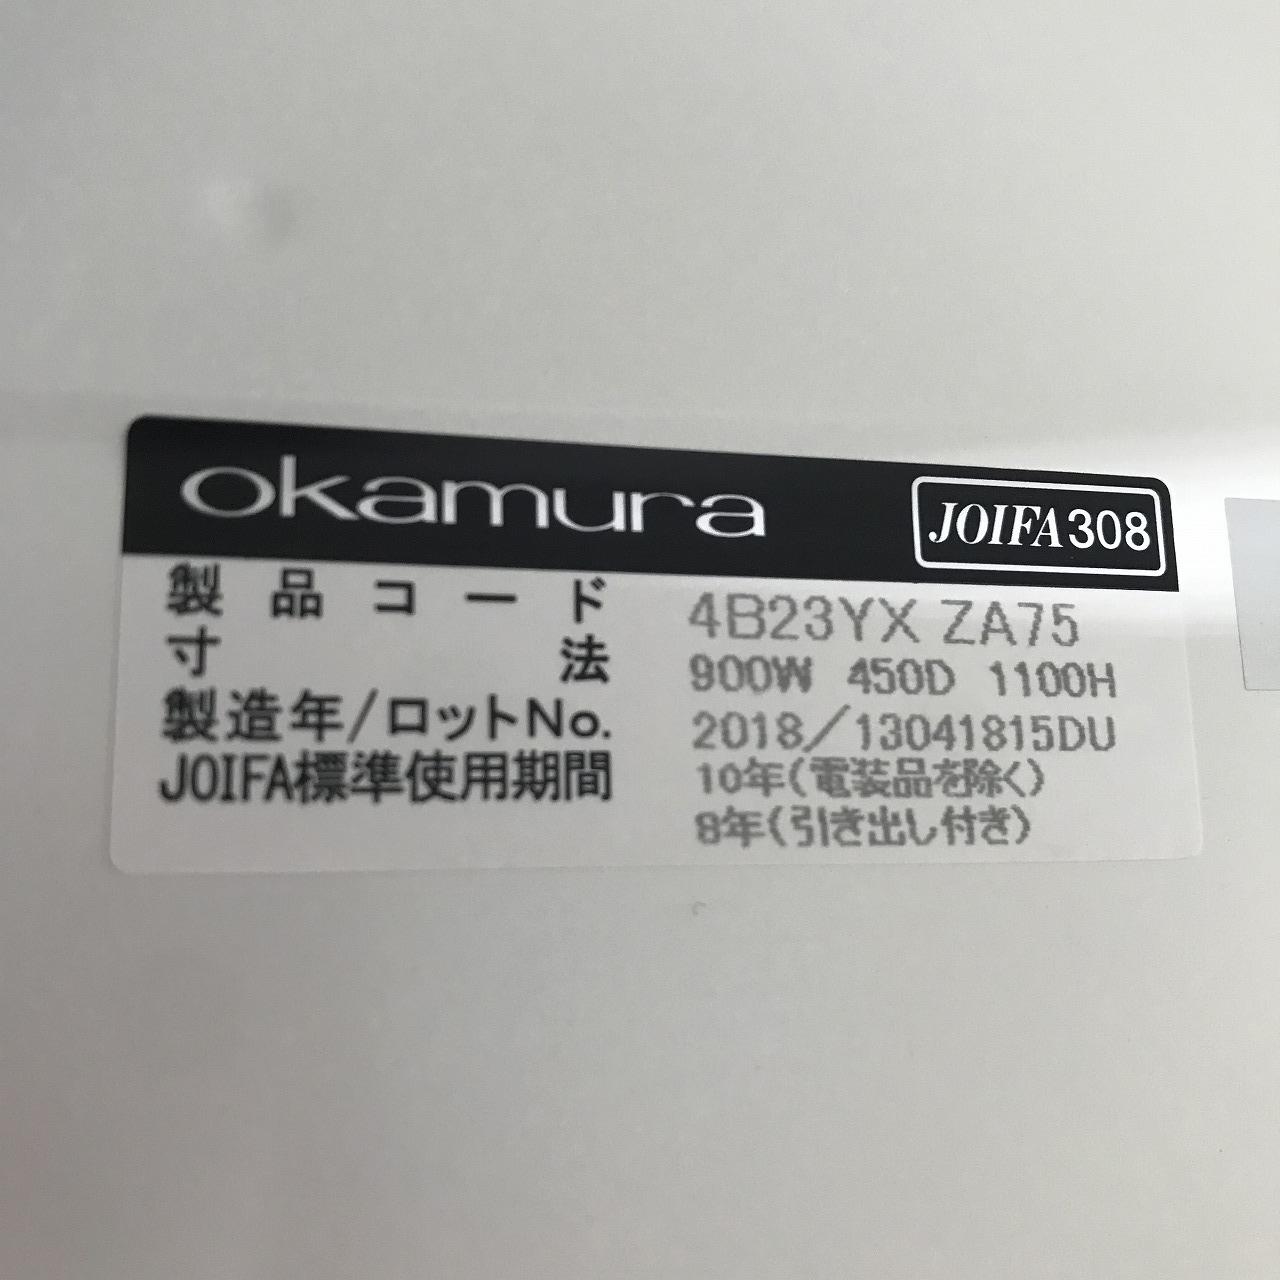 okamura JOIFA308
製品コード 4B23YX ZA75
寸法 900W 450D 1100H
製造年/ロットNo. 2018/13041815DU
JOIFA標準使用期間 10年(電装品を除く)
8年(引き出し付き)